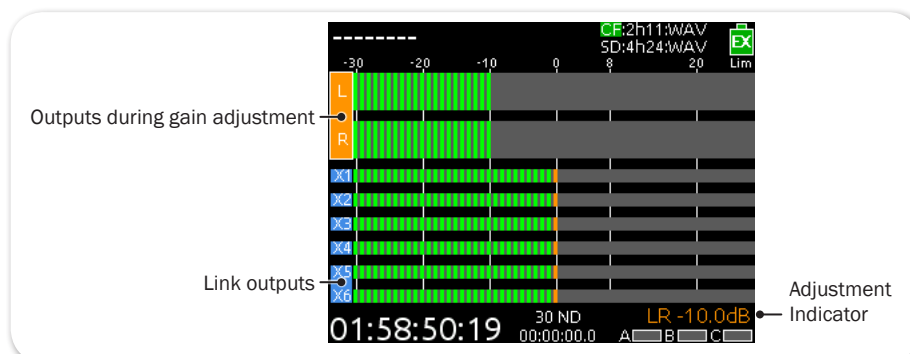 --------
CF:2h11:WAV
SD:4h24:WAV
EX
-30 -20 -10 0 8 20 Lim
L
Outputs during gain adjustment
R
X1
X2
X3
X4
X5
Link outputs
X6
Adjustment
Indicator
01:58:50:19
30 ND
00:00:00.0
LR -10.0dB
A B C